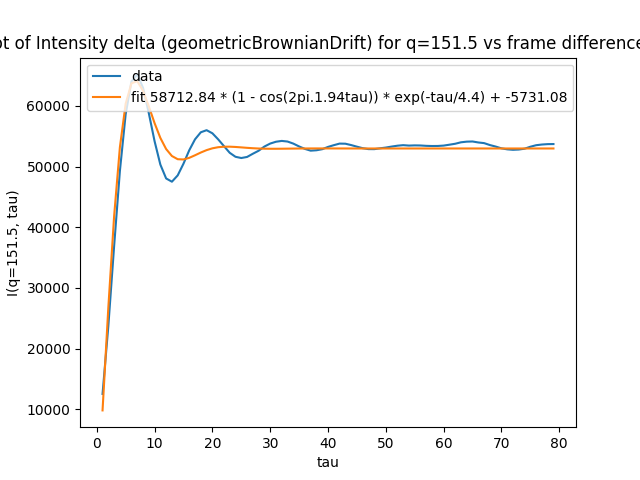 ot of Intensity delta (geometricBrownianDrift) for q=151.5 vs frame difference
data
fit 58712.84 * (1 - cos(2pi.1.94tau)) * exp(-tau/4.4) + -5731.08
60000
50000
40000
30000
20000
10000
I(q=151.5, tau)
0 10 20 30 40 50 60 70 80
tau